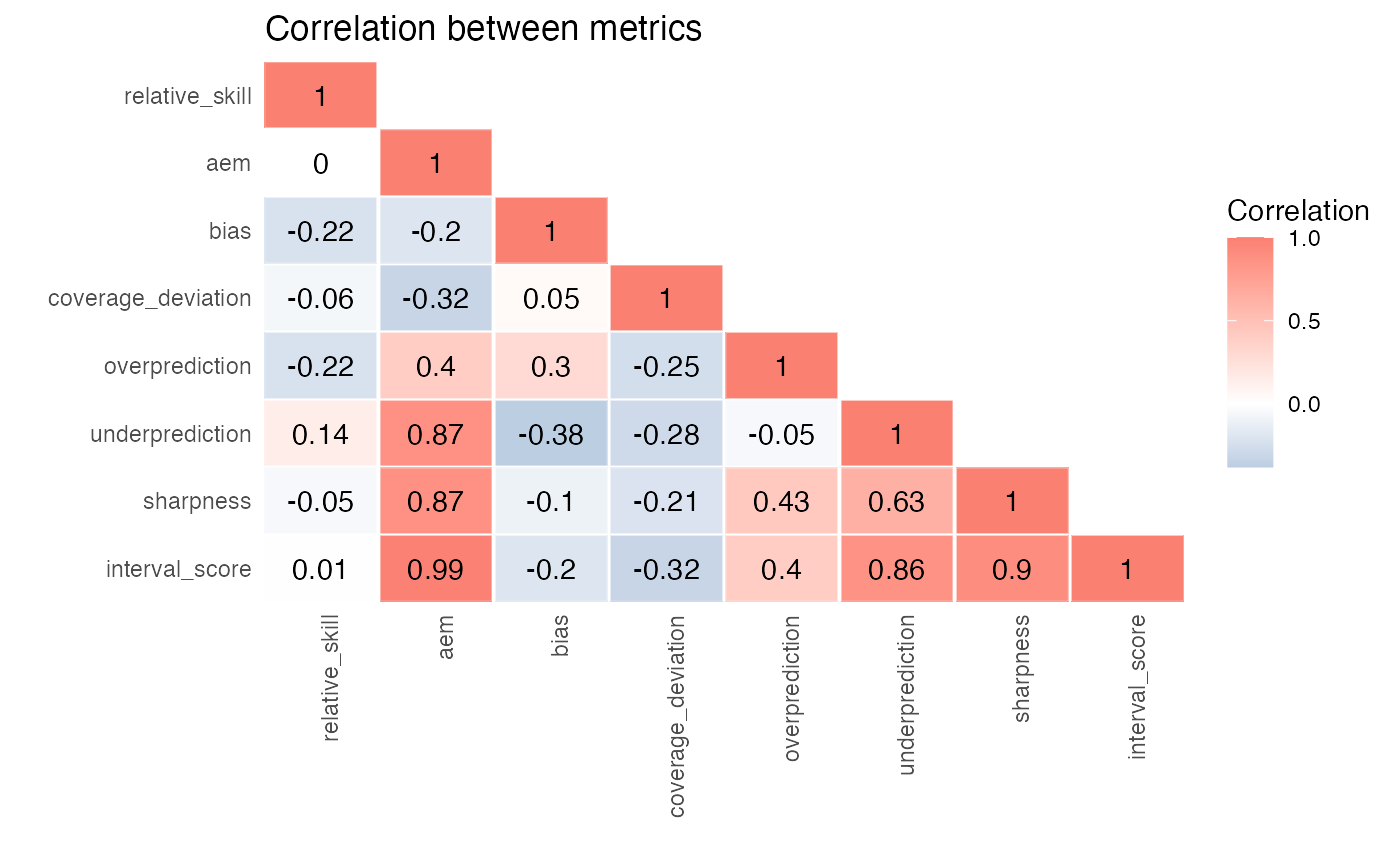 Correlation between metrics
relative_skill 1
aem 0 1
bias -0.22 -0.2 1
coverage_deviation -0.06 -0.32 0.05 1
overprediction -0.22 0.4 0.3 -0.25 1
underprediction 0.14 0.87 -0.38 -0.28 -0.05 1
sharpness -0.05 0.87 -0.1 -0.21 0.43 0.63 1
interval_score 0.01 0.99 -0.2 -0.32 0.4 0.86 0.9 1
relative_skill
aem
bias
coverage_deviation
overprediction
underprediction
sharpness
interval_score
Correlation
1.0
0.5
0.0